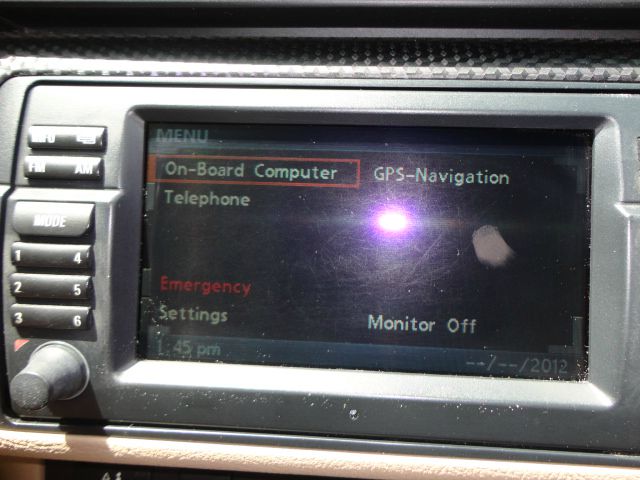 MENU
On-Board Computer
GPS-Navigation
Telephone
Emergency
Settings
Monitor Off
1:45 pm
--/--/2012
INFO
FM AM
MODE
1 4
2 5
3 6